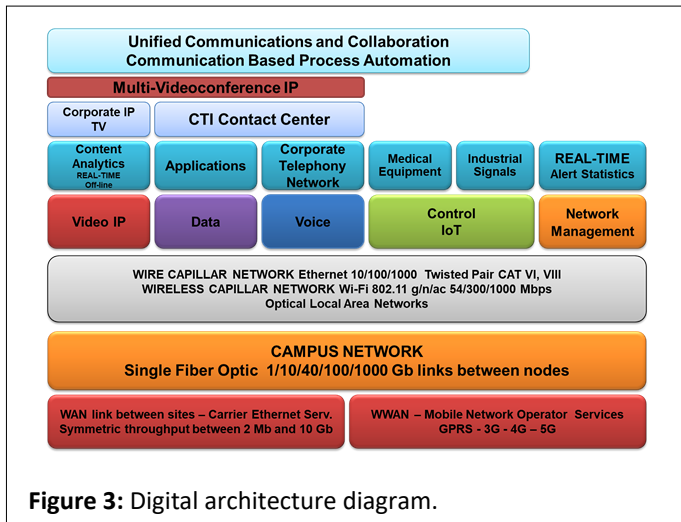 Unified Communications and Collaboration
Communication Based Process Automation
Multi-Videoconference IP
Corporate IP
TV
CTI Contact Center
Content
Analytics
REAL-TIME
Off-line
Applications
Corporate
Telephony
Network
Medical
Equipment
Industrial
Signals
REAL-TIME
Alert Statistics
Video IP
Data
Voice
Control
IoT
Network
Management
WIRE CAPILLAR NETWORK Ethernet 10/100/1000 Twisted Pair CAT VI, VIII
WIRELESS CAPILLAR NETWORK Wi-Fi 802.11 g/n/ac 54/300/1000 Mbps
Optical Local Area Networks
CAMPUS NETWORK
Single Fiber Optic 1/10/40/100/1000 Gb links between nodes
WAN link between sites – Carrier Ethernet Serv.
Symmetric throughput between 2 Mb and 10 Gb
WWAN – Mobile Network Operator Services
GPRS - 3G - 4G – 5G
Figure 3: Digital architecture diagram.